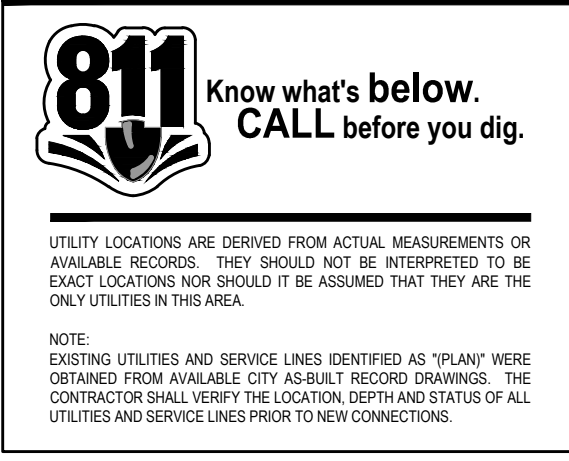 811
Know what's below.
CALL before you dig.
UTILITY LOCATIONS ARE DERIVED FROM ACTUAL MEASUREMENTS OR
AVAILABLE RECORDS. THEY SHOULD NOT BE INTERPRETED TO BE
EXACT LOCATIONS NOR SHOULD IT BE ASSUMED THAT THEY ARE THE
ONLY UTILITIES IN THIS AREA.
NOTE:
EXISTING UTILITIES AND SERVICE LINES IDENTIFIED AS "(PLAN)" WERE
OBTAINED FROM AVAILABLE CITY AS-BUILT RECORD DRAWINGS. THE
CONTRACTOR SHALL VERIFY THE LOCATION, DEPTH AND STATUS OF ALL
UTILITIES AND SERVICE LINES PRIOR TO NEW CONNECTIONS.